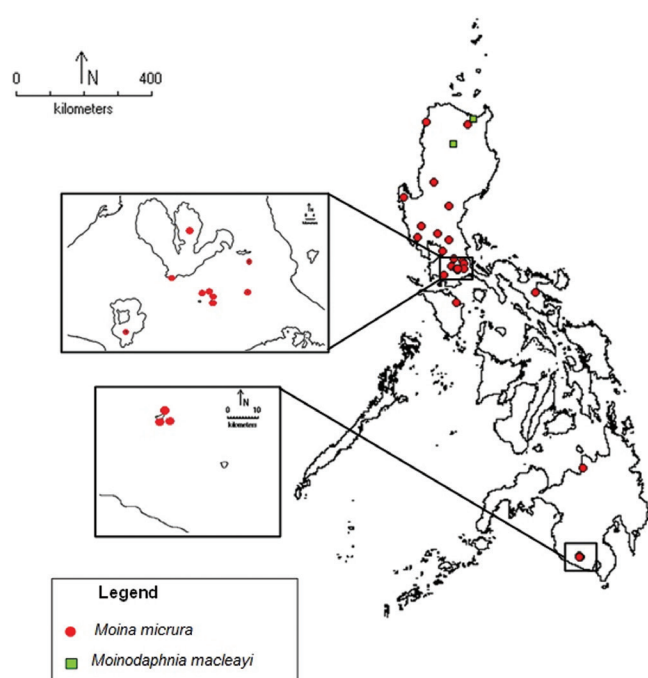 N
0 400
kilometers
N
N
0 10
kilometers
Legend
Moina micrura
Moinodaphnia macleayi